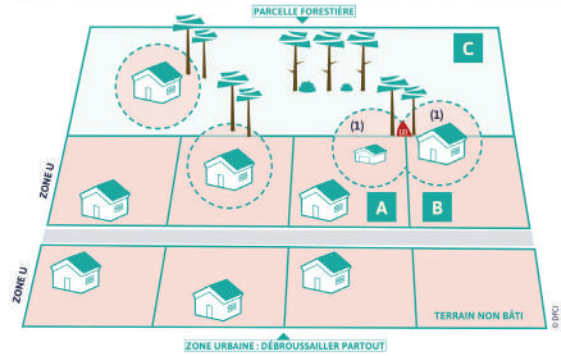 PARCELLE FORESTIÈRE
C
(1)
(1)
(2)
ZONE U
A
B
ZONE U
TERRAIN NON BÂTI
© DFCI
ZONE URBAINE : DÉBROUSSAILLER PARTOUT